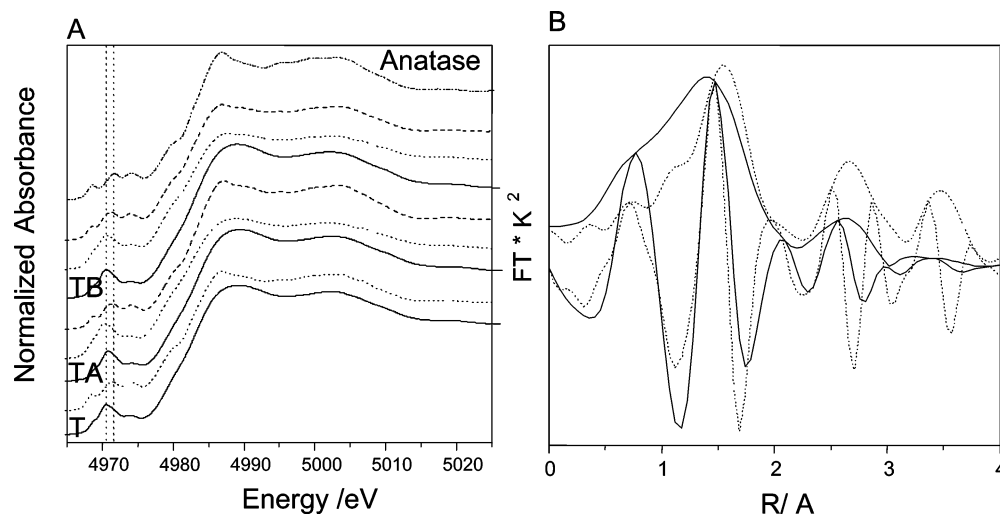 A
Anatase
TB
TA
T
Normalized Absorbance
4970 4980 4990 5000 5010 5020
Energy /eV
B
FT * K 2
0 1 2 3 4
R/ A